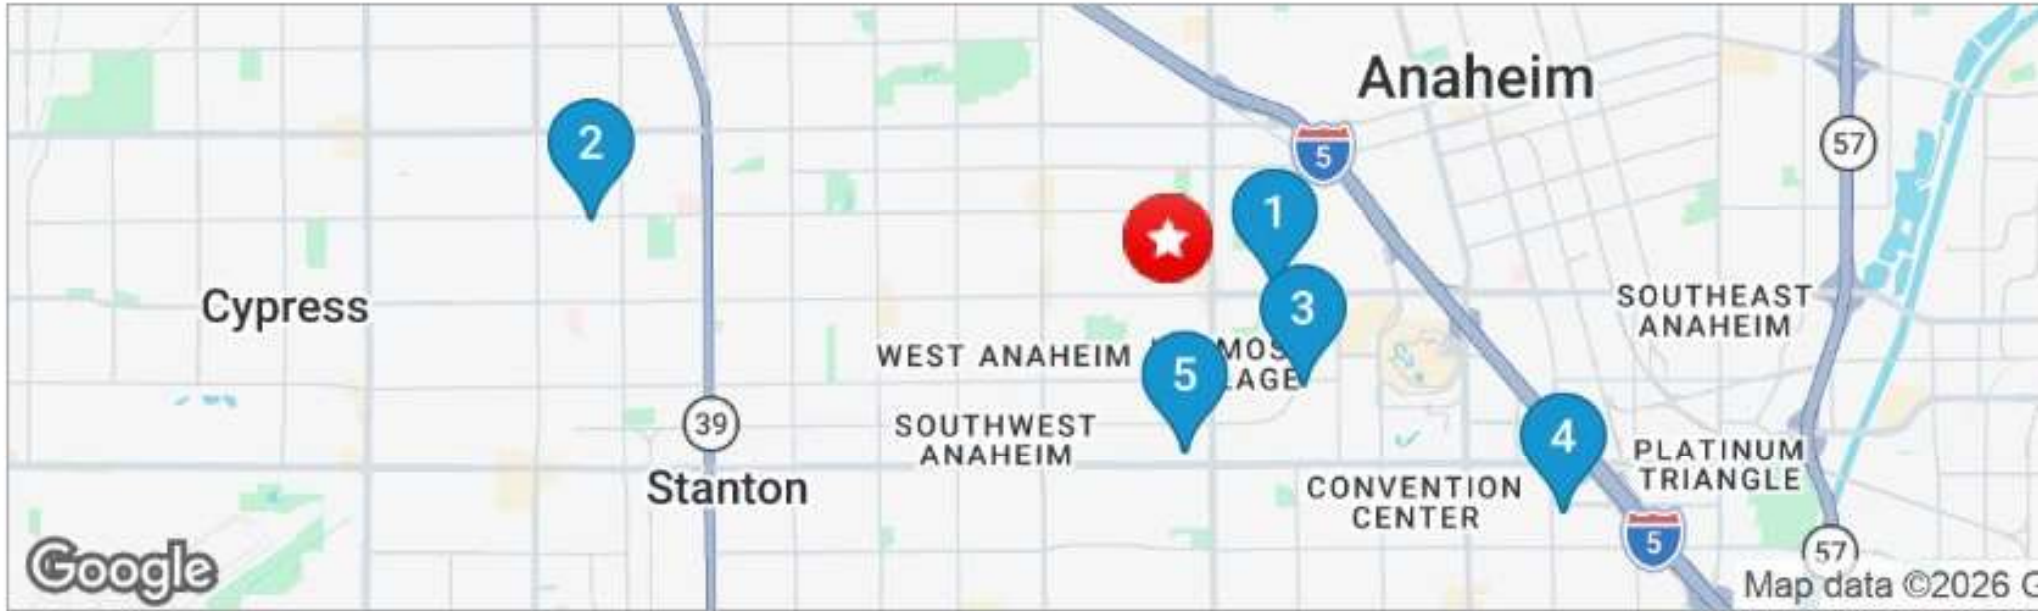 Anaheim
2
5
57
1
Cypress
3
SOUTHEAST
ANAHEIM
WEST ANAHEIM
5
39
SOUTHWEST
ANAHEIM
4
PLATINUM
TRIANGLE
Stanton
CONVENTION
CENTER
5
57
Google
Map data ©2026 G